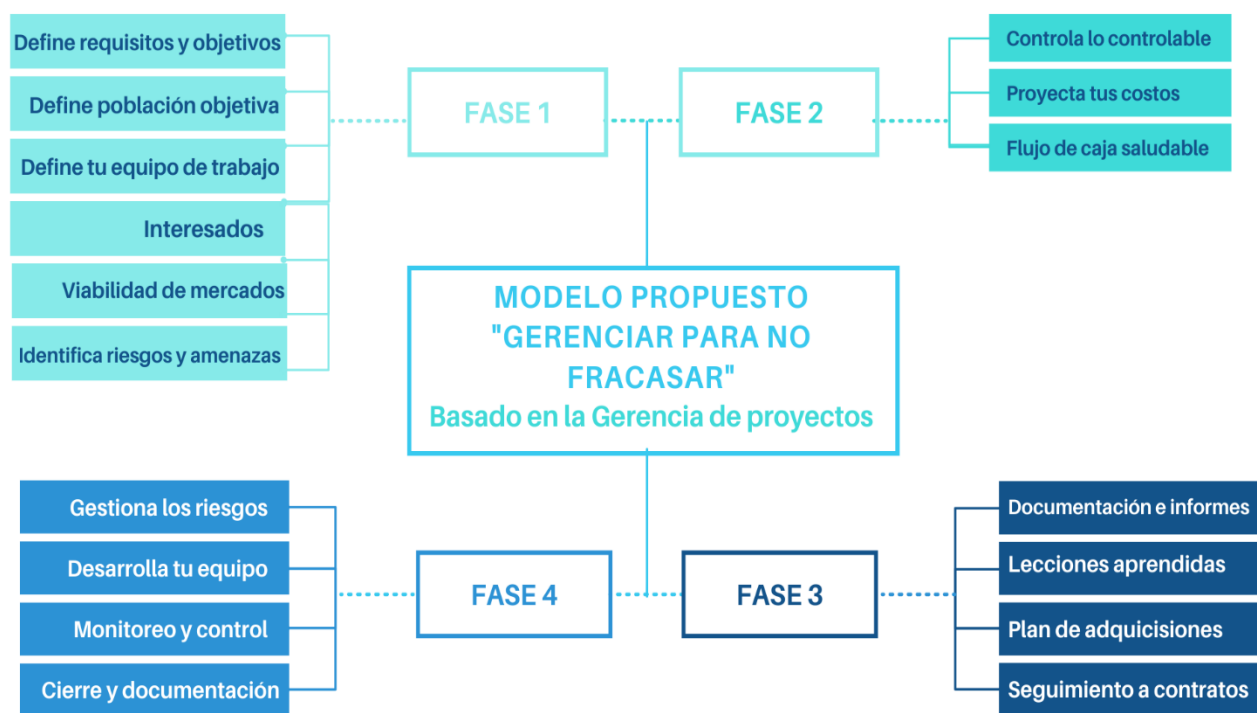 Define requisitos y objetivos
Define población objetiva
Define tu equipo de trabajo
Interesados
Viabilidad de mercados
Identifica riesgos y amenazas
FASE 1
FASE 2
Controla lo controlable
Proyecta tus costos
Flujo de caja saludable
MODELO PROPUESTO
"GERENCIAR PARA NO
FRACASAR"
Basado en la Gerencia de proyectos
Gestiona los riesgos
Desarrolla tu equipo
Monitoreo y control
Cierre y documentación
FASE 4
FASE 3
Documentación e informes
Lecciones aprendidas
Plan de adquicisiones
Seguimiento a contratos